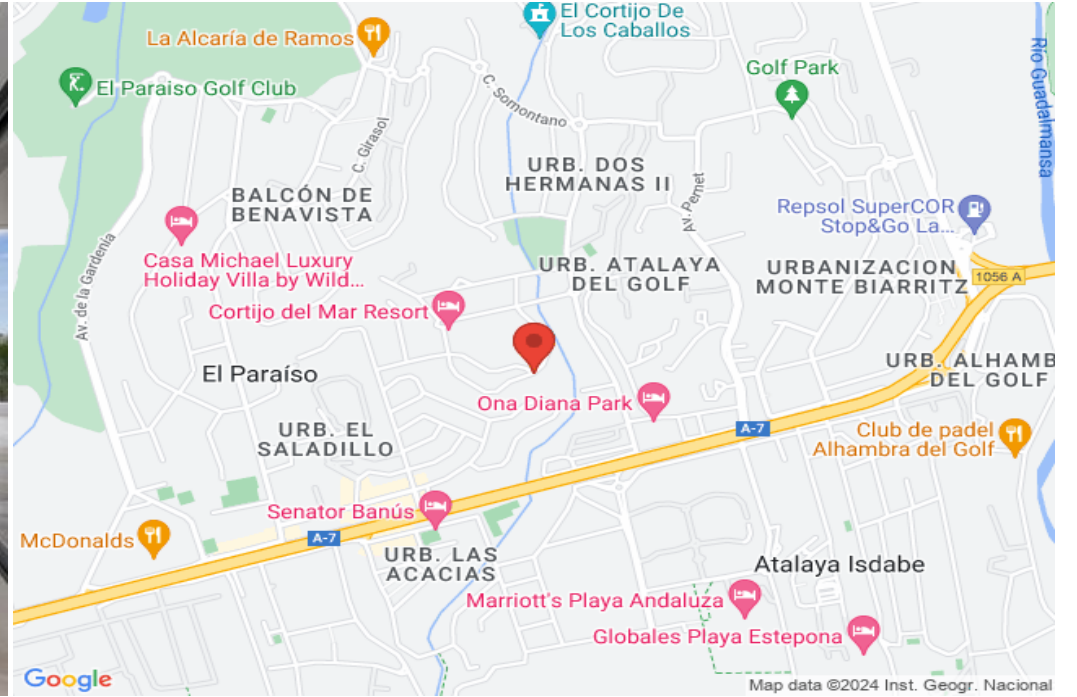 El Cortijo De
Los Caballos
La Alcaría de Ramos
Río Guadalmansa
Golf Park
El Paraiso Golf Club
C. Somontano
C. Girasol
URB. DOS
HERMANAS II
Av. Pernet
BALCÓN DE
BENAVISTA
Repsol SuperCOR
Stop&Go La...
Av. de la Gardenia
Casa Michael Luxury
Holiday Villa by Wild...
URB. ATALAYA
DEL GOLF
URBANIZACION
MONTE BIARRITZ
1056 A
Cortijo del Mar Resort
URB. ALHAMB
DEL GOLF
El Paraíso
Ona Diana Park
A-7
URB. EL
SALADILLO
Club de padel
Alhambra del Golf
Senator Banús
A-7
McDonalds
URB. LAS
ACACIAS
Atalaya Isdabe
Marriott's Playa Andaluza
Globales Playa Estepona
Google
Map data ©2024 Inst. Geogr. Nacional